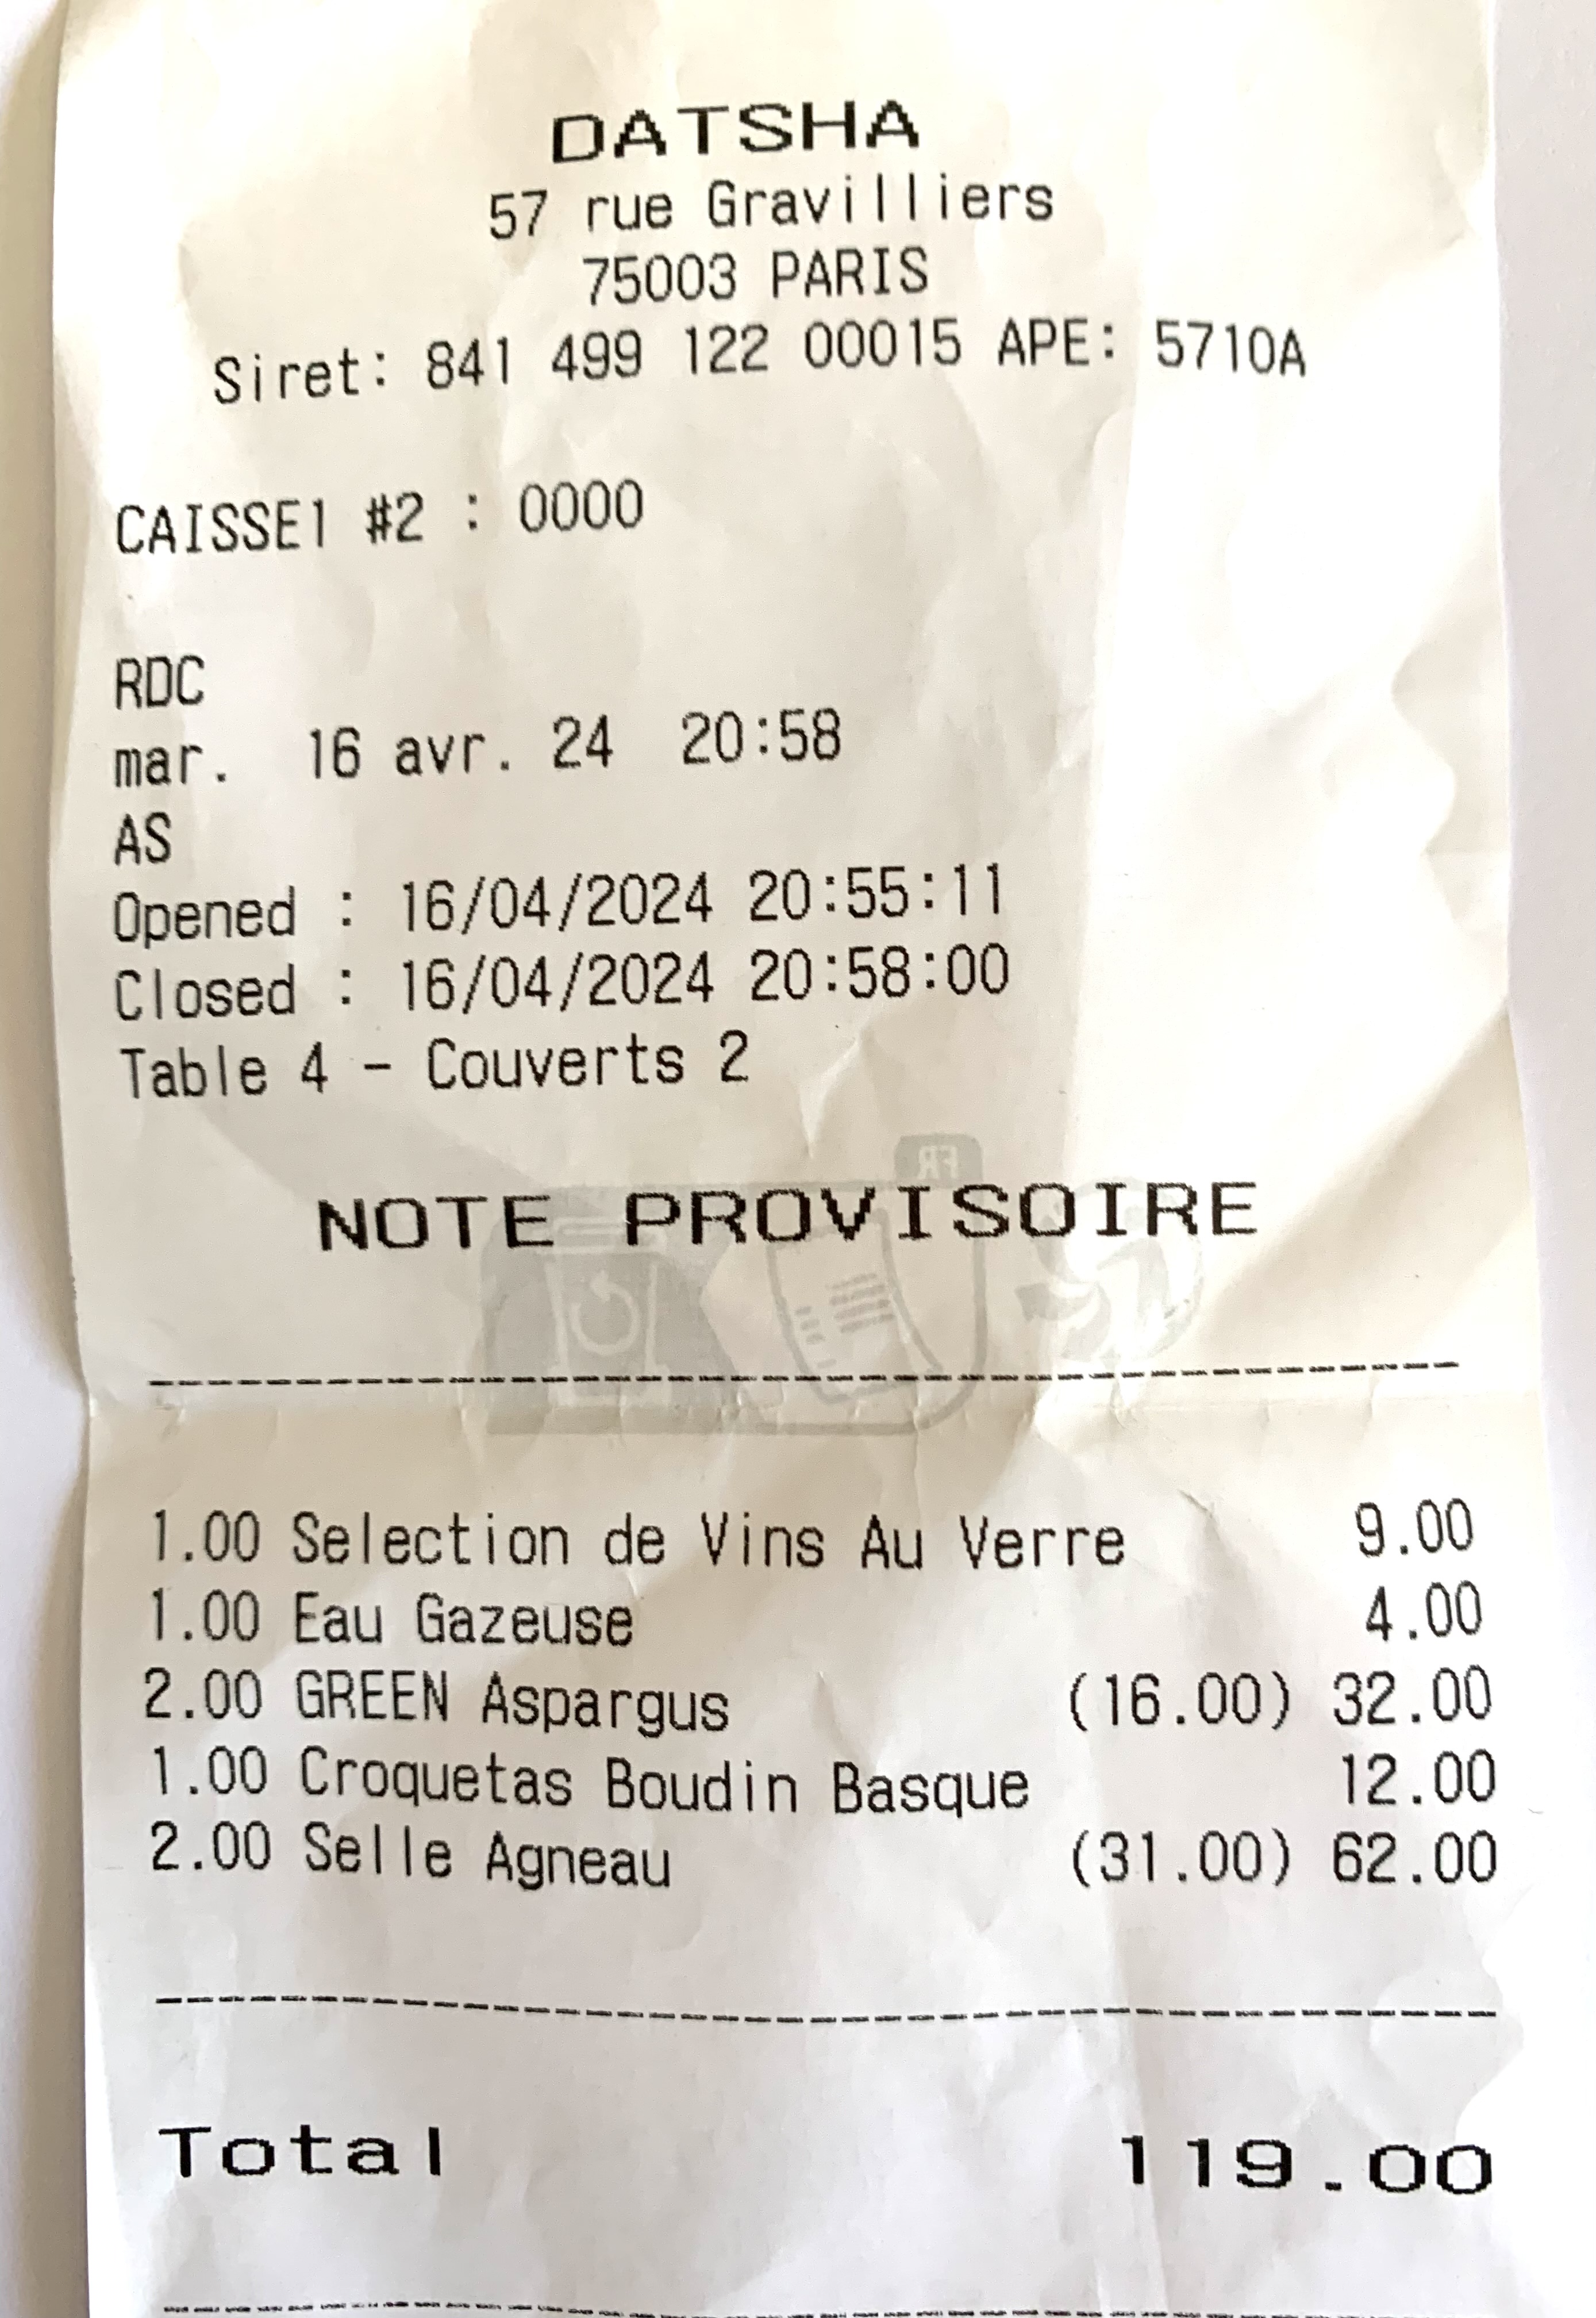 DATSHA
57 rue Gravilliers
75003 PARIS
Siret: 841 499 122 00015 APE: 5710A
CAISSE1 #2 : 0000
RDC
mar. 16 avr. 24 20:58
AS
Opened : 16/04/2024 20:55:11
Closed : 16/04/2024 20:58:00
Table 4 - Couverts 2
FR
NOTE PROVISOIRE
1.00 Selection de Vins Au Verre 9.00
1.00 Eau Gazeuse 4.00
2.00 GREEN Aspargus (16.00) 32.00
1.00 Croquetas Boudin Basque 12.00
2.00 Selle Agneau (31.00) 62.00
Total 119.00